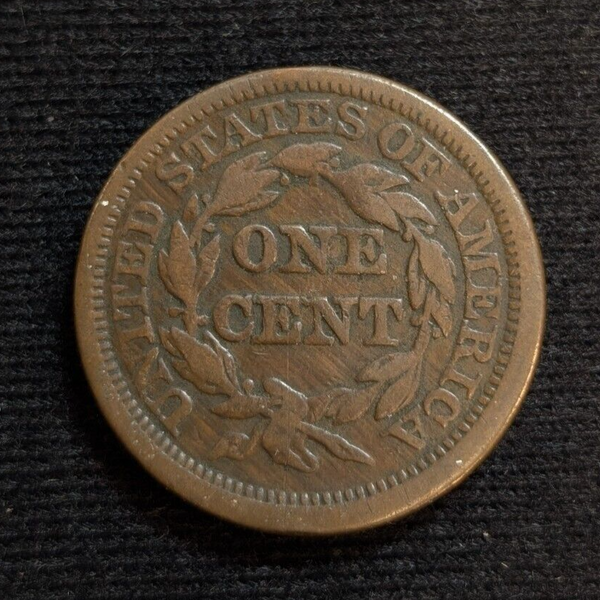 UNITED STATES OF AMERICA
ONE
CENT